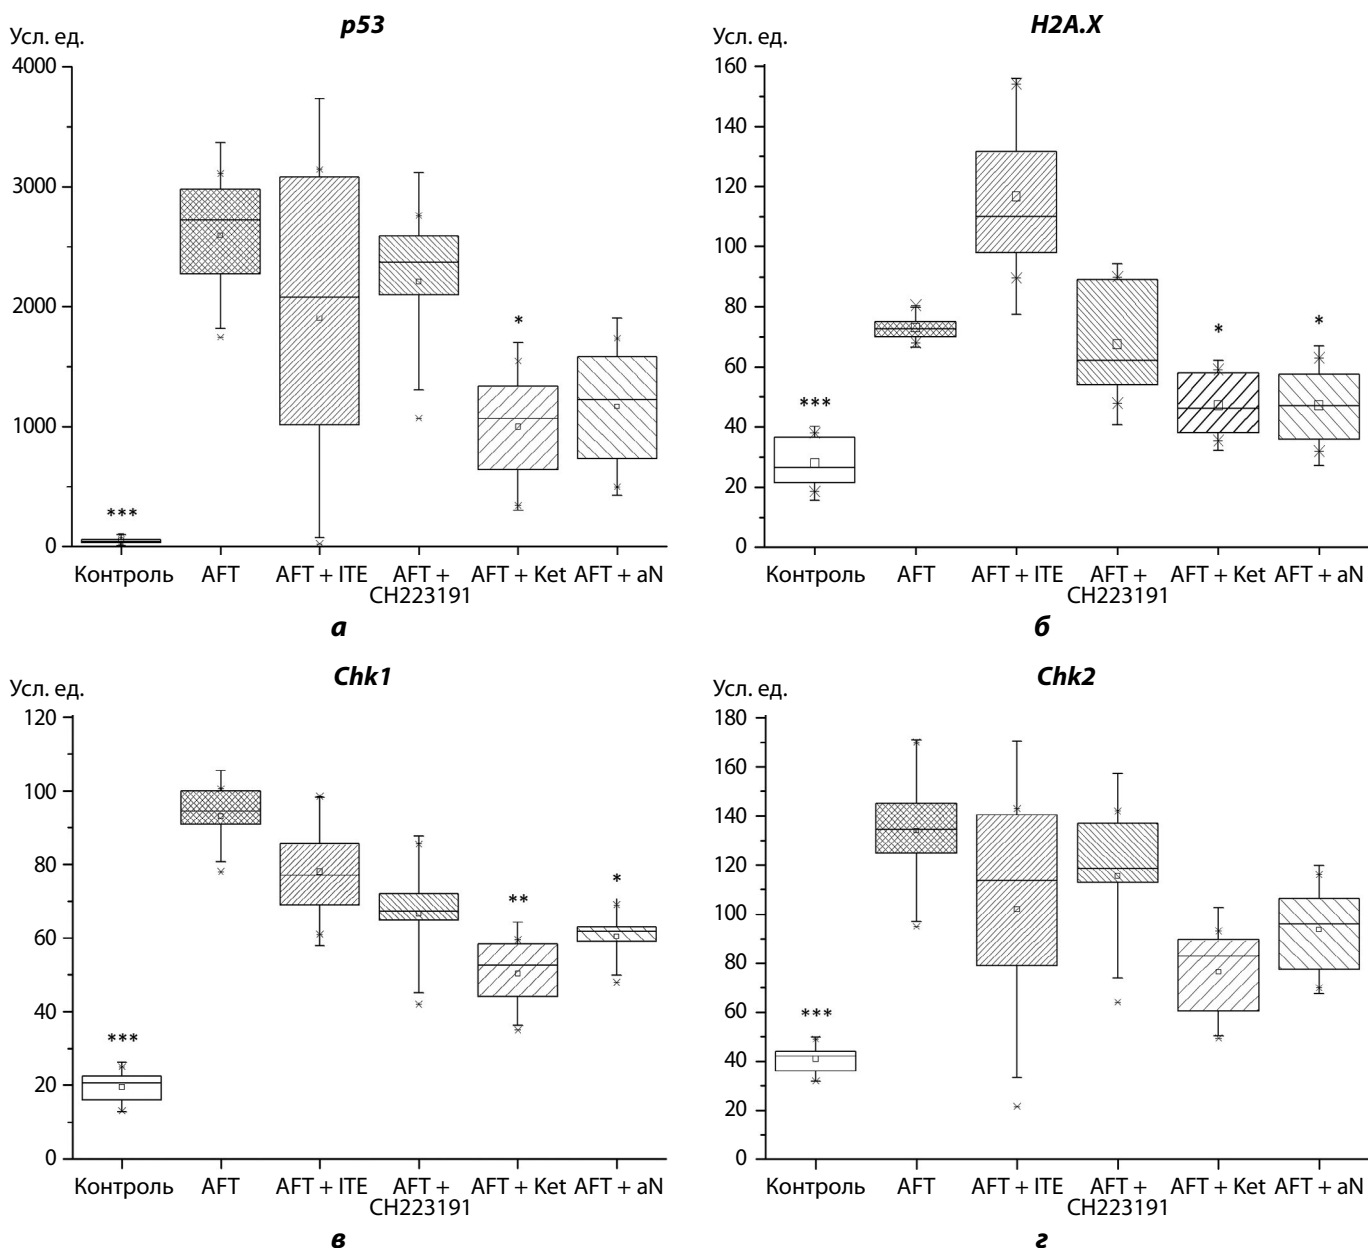 p53
Усл. ед.
4000
3000
2000
1000
0
*
***
Контроль AFT AFT + ITE AFT + AFT + Ket AFT + aN
CH223191
а
H2A.X
Усл. ед.
160
140
120
100
80
60
40
20
0
* *
***
Контроль AFT AFT + ITE AFT + AFT + Ket AFT + aN
CH223191
б
Chk1
Усл. ед.
120
100
80
60
40
20
0
*
**
***
Контроль AFT AFT + ITE AFT + AFT + Ket AFT + aN
CH223191
в
Chk2
Усл. ед.
180
160
140
120
100
80
60
40
20
0
***
Контроль AFT AFT + ITE AFT + AFT + Ket AFT + aN
CH223191
г